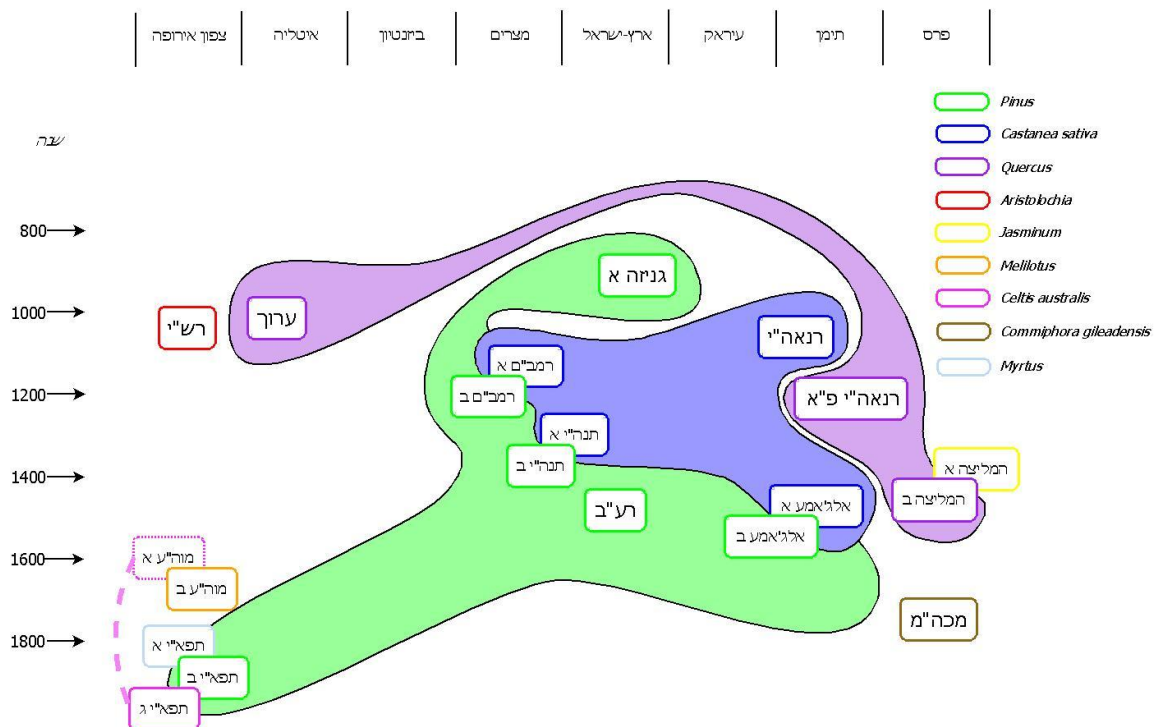 פרס
תימן
עיראק
ארץ-ישראל
מצרים
ביזנטיון
איטליה
צפון אירופה
שנה
800
1000
1200
1400
1600
1800
Pinus
Castanea sativa
Quercus
Aristolochia
Jasminum
Melilotus
Celtis australis
Commiphora gileadensis
Myrtus
גניזה א
ערוך
רש"י
רנאה"י
רמב"ם א
רמב"ם ב
רנאה"י פ"א
תנה"י א
תנה"י ב
המליצה א
המליצה ב
רע"ב
אלג'אמע א
אלג'אמע ב
מוה"ע א
מוה"ע ב
מכה"מ
תפא"י א
תפא"י ב
תפא"י ג